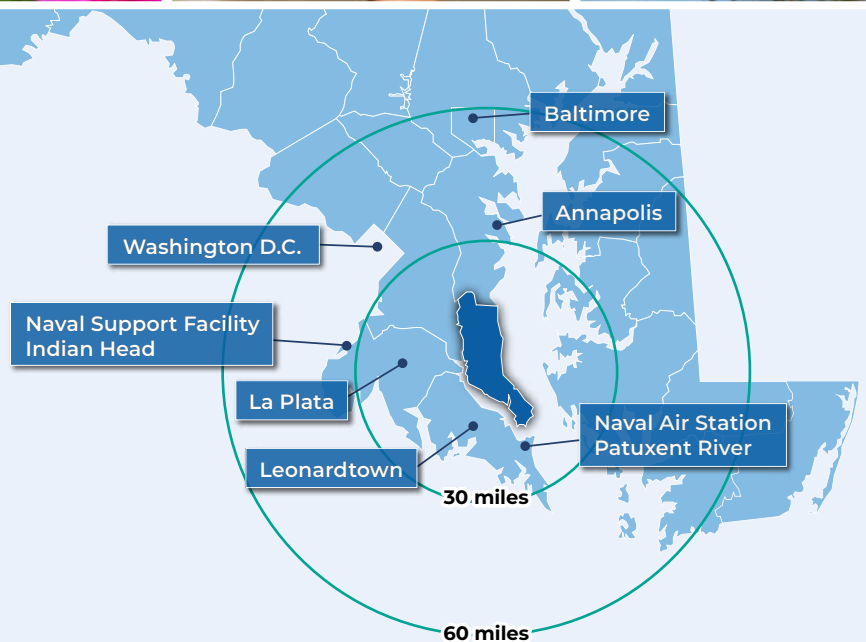 Baltimore
Annapolis
Washington D.C.
Naval Support Facility
Indian Head
La Plata
Naval Air Station
Patuxent River
Leonardtown
30 miles
60 miles